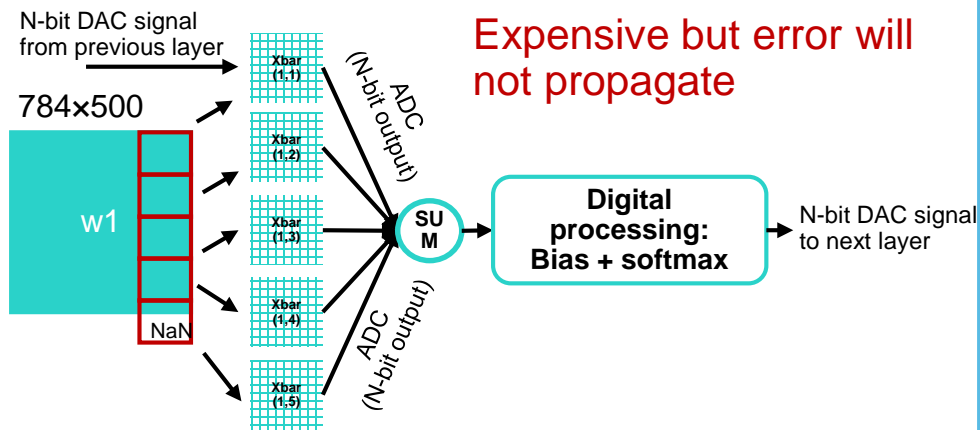 N-bit DAC signal
from previous layer
Expensive but error will
not propagate
784×500
w1
NaN
Xbar
(1,1)
Xbar
(1,2)
Xbar
(1,3)
Xbar
(1,4)
Xbar
(1,5)
ADC
(N-bit output)
ADC
(N-bit output)
SU
M
Digital
processing:
Bias + softmax
N-bit DAC signal
to next layer